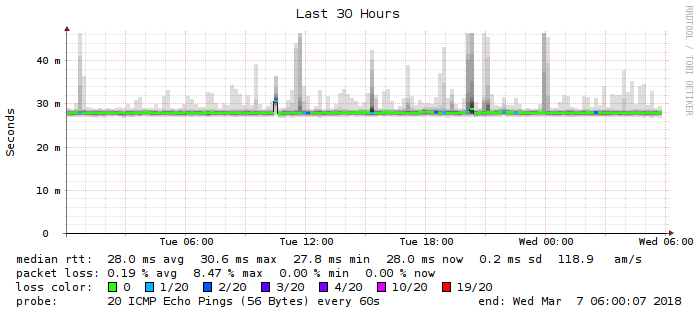 Last 30 Hours
RRDTOOL / TOBI OETIKER
Seconds
40 m
30 m
20 m
10 m
0
Tue 06:00 Tue 12:00 Tue 18:00 Wed 00:00 Wed 06:00
median rtt: 28.0 ms avg 30.6 ms max 27.8 ms min 28.0 ms now 0.2 ms sd 118.9 am/s
packet loss: 0.19 % avg 8.47 % max 0.00 % min 0.00 % now
loss color: 0 1/20 2/20 3/20 4/20 10/20 19/20
probe: 20 ICMP Echo Pings (56 Bytes) every 60s end: Wed Mar 7 06:00:07 2018